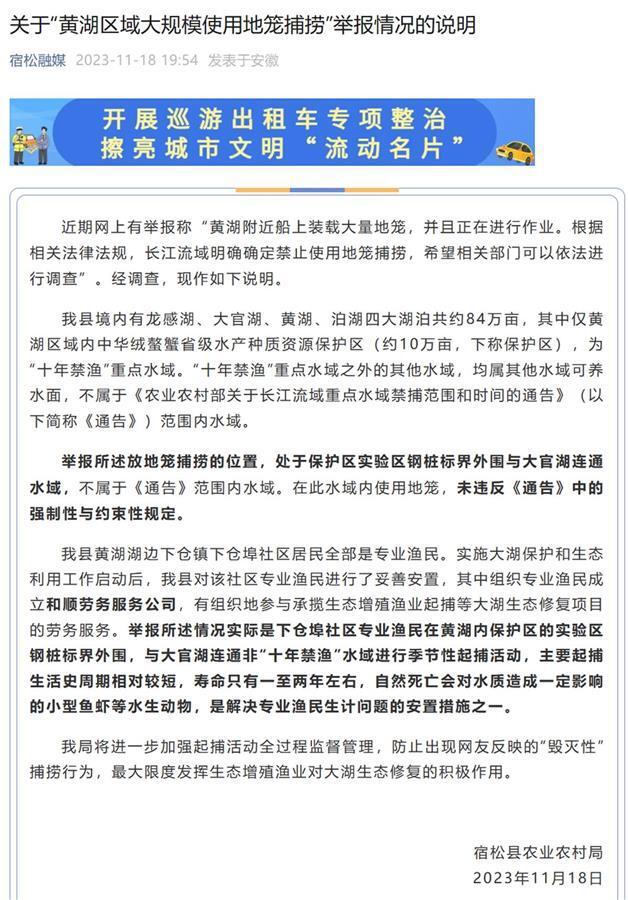 关于“黄湖区域大规模使用地笼捕捞”举报情况的说明
宿松融媒 2023-11-18 19:54 发表于安徽
开展巡游出租车专项整治
擦亮城市文明“流动名片”
近期网上有举报称“黄湖附近船上装载大量地笼，并且正在进行作业。根据
相关法律法规，长江流域明确确定禁止使用地笼捕捞，希望相关部门可以依法进
行调查”。经调查，现作如下说明。
我县境内有龙感湖、大官湖、黄湖、泊湖四大湖泊共约84万亩，其中仅黄
湖区域内中华绒螯蟹省级水产种质资源保护区（约10万亩，下称保护区），为
“十年禁渔”重点水域。“十年禁渔”重点水域之外的其他水域，均属其他水域可养
水面，不属于《农业农村部关于长江流域重点水域禁捕范围和时间的通告》（以
下简称《通告》）范围内水域。
举报所述放地笼捕捞的位置，处于保护区实验区钢桩标界外围与大官湖连通
水域，不属于《通告》范围内水域。在此水域内使用地笼，未违反《通告》中的
强制性与约束性规定。
我县黄湖湖边下仓镇下仓埠社区居民全部是专业渔民。实施大湖保护和生态
利用工作启动后，我县对该社区专业渔民进行了妥善安置，其中组织专业渔民成
立和顺劳务服务公司，有组织地参与承揽生态增殖渔业起捕等大湖生态修复项目
的劳务服务。举报所述情况实际是下仓埠社区专业渔民在黄湖内保护区的实验区
钢桩标界外围，与大官湖连通非“十年禁渔”水域进行季节性起捕活动，主要起捕
生活史周期相对较短，寿命只有一至两年左右，自然死亡会对水质造成一定影响
的小型鱼虾等水生动物，是解决专业渔民生计问题的安置措施之一。
我局将进一步加强起捕活动全过程监督管理，防止出现网友反映的“毁灭性”
捕捞行为，最大限度发挥生态增殖渔业对大湖生态修复的积极作用。
宿松县农业农村局
2023年11月18日